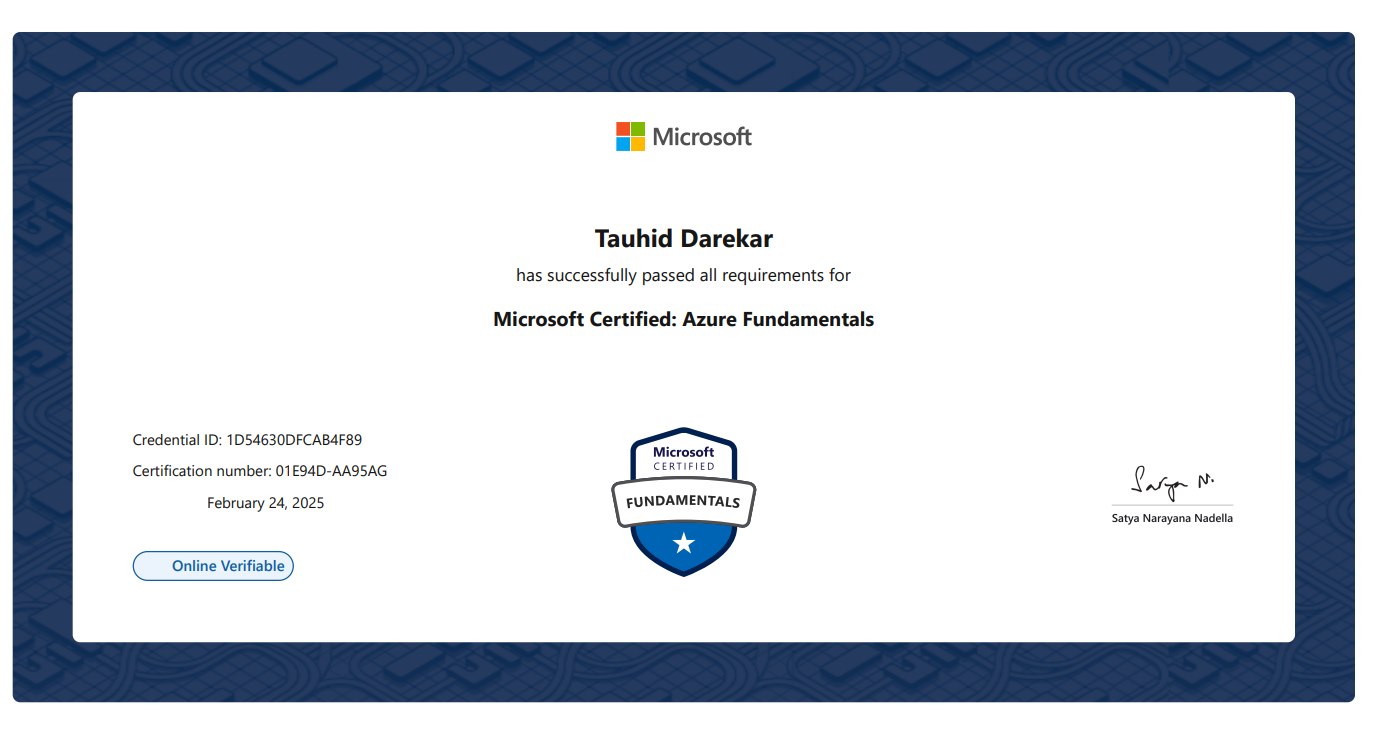 Microsoft
Tauhid Darekar
has successfully passed all requirements for
Microsoft Certified: Azure Fundamentals
Credential ID: 1D54630DFCAB4F89
Certification number: 01E94D-AA95AG
February 24, 2025
Online Verifiable
Microsoft
CERTIFIED
FUNDAMENTALS
Satya N.
Satya Narayana Nadella